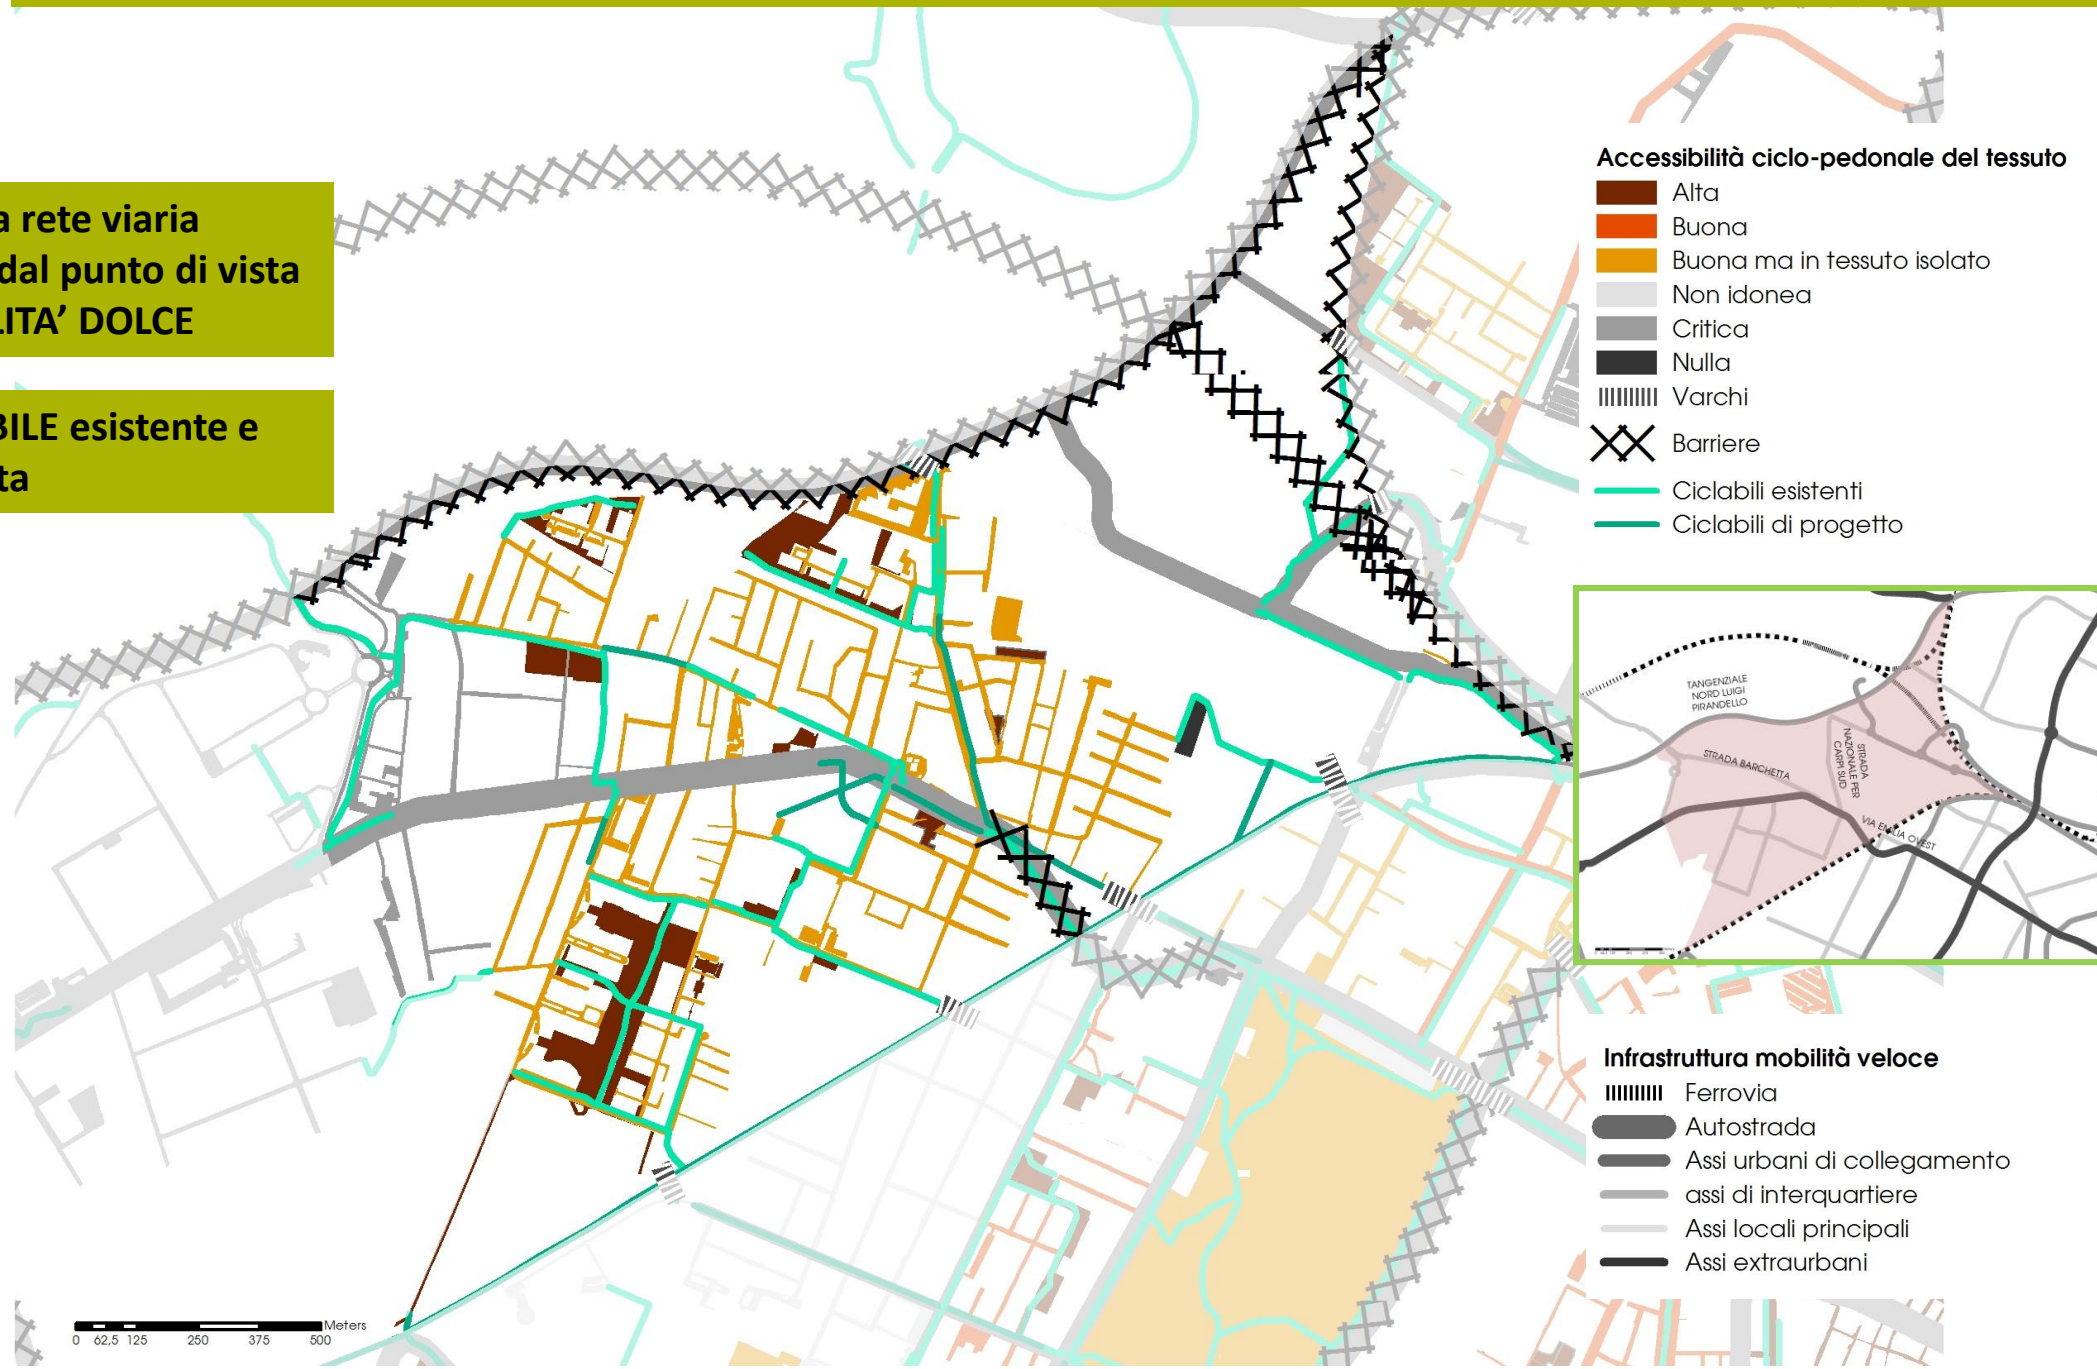 a rete viaria
dal punto di vista
LITA' DOLCE
BILE esistente e
ta
Accessibilità ciclo-pedonale del tessuto
Alta
Buona
Buona ma in tessuto isolato
Non idonea
Critica
Nulla
Varchi
Barriere
Ciclabili esistenti
Ciclabili di progetto
TANGENZIALE
NORD LUIGI
PIRANDELLO
STRADA BARCHETTA
STRADA
NAZIONALE PER
CARPI SUD
VIA EMILIA OVEST
Infrastruttura mobilità veloce
Ferrovia
Autostrada
Assi urbani di collegamento
assi di interquartiere
Assi locali principali
Assi extraurbani
Meters
0 62,5 125 250 375 500